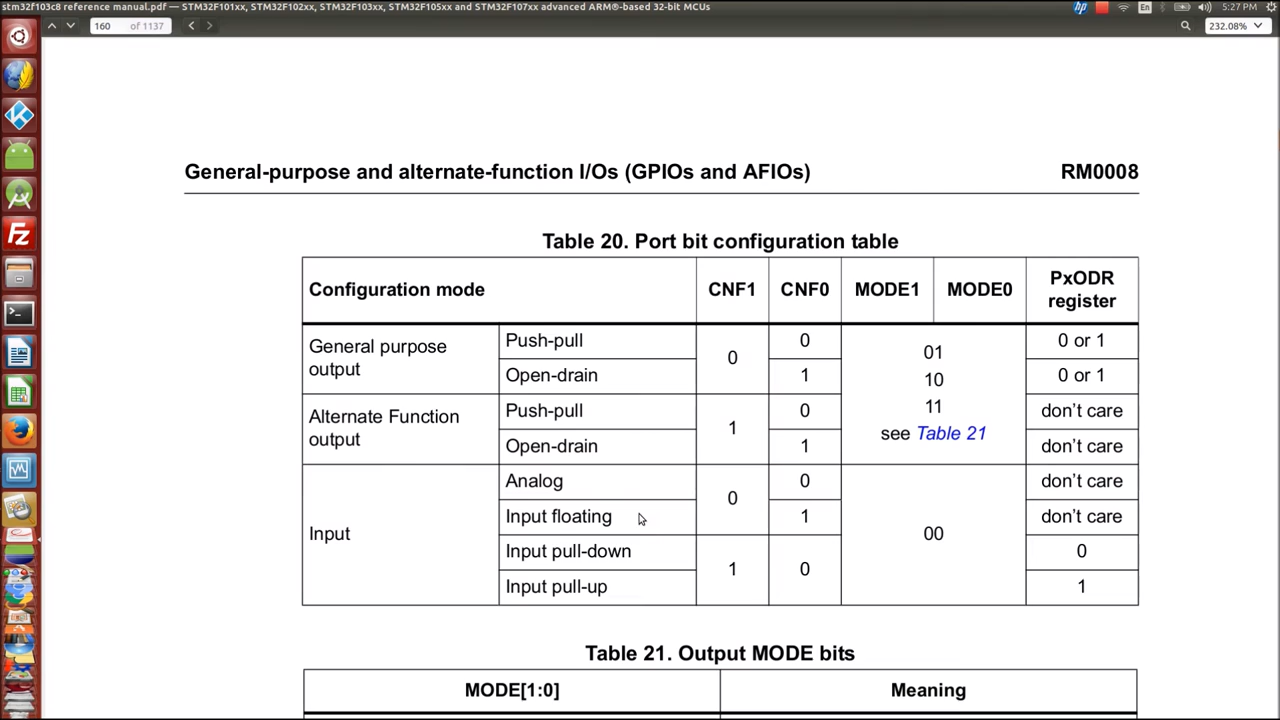 stm32f103c8 reference manual.pdf — STM32F101xx, STM32F102xx, STM32F103xx, STM32F105xx and STM32F107xx advanced ARM®-based 32-bit MCUs
hp
En
5:27 PM
160 of 1137
232.08%
General-purpose and alternate-function I/Os (GPIOs and AFIOs) RM0008
Table 20. Port bit configuration table
Configuration mode CNF1 CNF0 MODE1 MODE0 PxODR register
General purpose output Push-pull 0 0 01 10 11 see Table 21 0 or 1
Open-drain 1 0 or 1
Alternate Function output Push-pull 1 0 don't care
Open-drain 1 don't care
Input Analog 0 0 00 don't care
Input floating 1 don't care
Input pull-down 1 0 0
Input pull-up 1
Table 21. Output MODE bits
MODE[1:0] Meaning